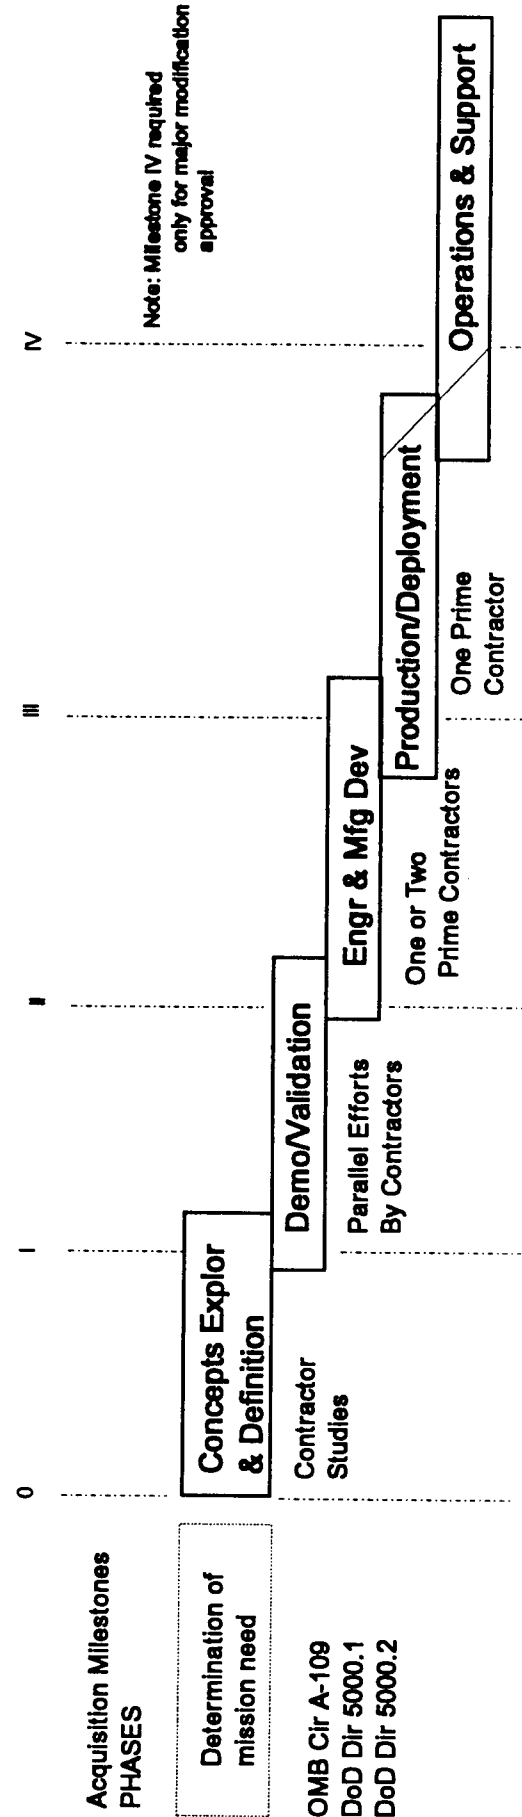 Acquisition Milestones
PHASES
0
I
II
III
IV
Note: Milestone IV required
only for major modification
approval
Determination of
mission need
Concepts Explor
& Definition
Demo/Validation
Engr & Mfg Dev
Production/Deployment
Operations & Support
OMB Cir A-109
DoD Dir 5000.1
DoD Dir 5000.2
Contractor
Studies
Parallel Efforts
By Contractors
One or Two
Prime Contractors
One Prime
Contractor